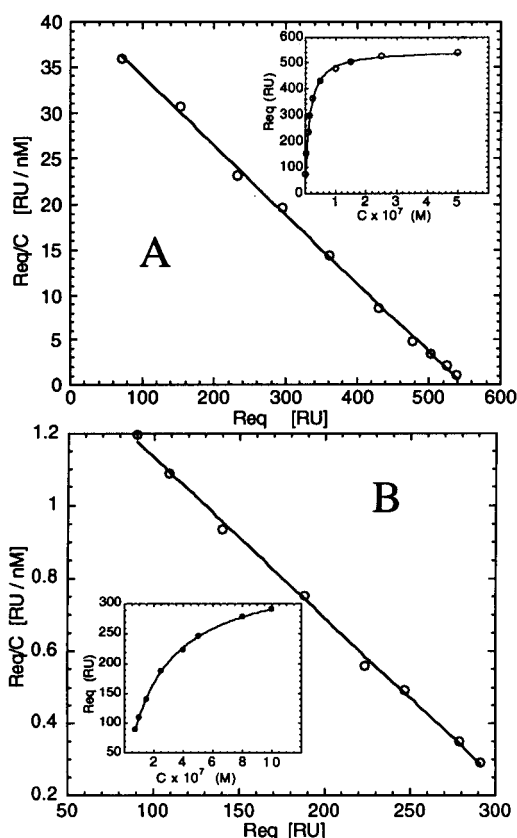 40
35
30
25
20
15
10
5
0
Req/C [RU / nM]
A
600
500
400
300
200
100
0
Req (RU)
0 1 2 3 4 5
C x 10⁷ (M)
0 100 200 300 400 500 600
Req [RU]
1.2
1
0.8
0.6
0.4
0.2
Req/C [RU / nM]
B
300
250
200
150
100
50
Req (RU)
2 4 6 8 10
C x 10⁷ (M)
50 100 150 200 250 300
Req [RU]